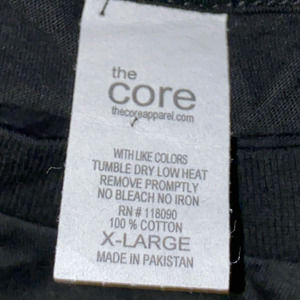 the
core
thecoreapparel.com
WITH LIKE COLORS
TUMBLE DRY LOW HEAT
REMOVE PROMPTLY
NO BLEACH NO IRON
RN # 118090
100 % COTTON
X-LARGE
MADE IN PAKISTAN